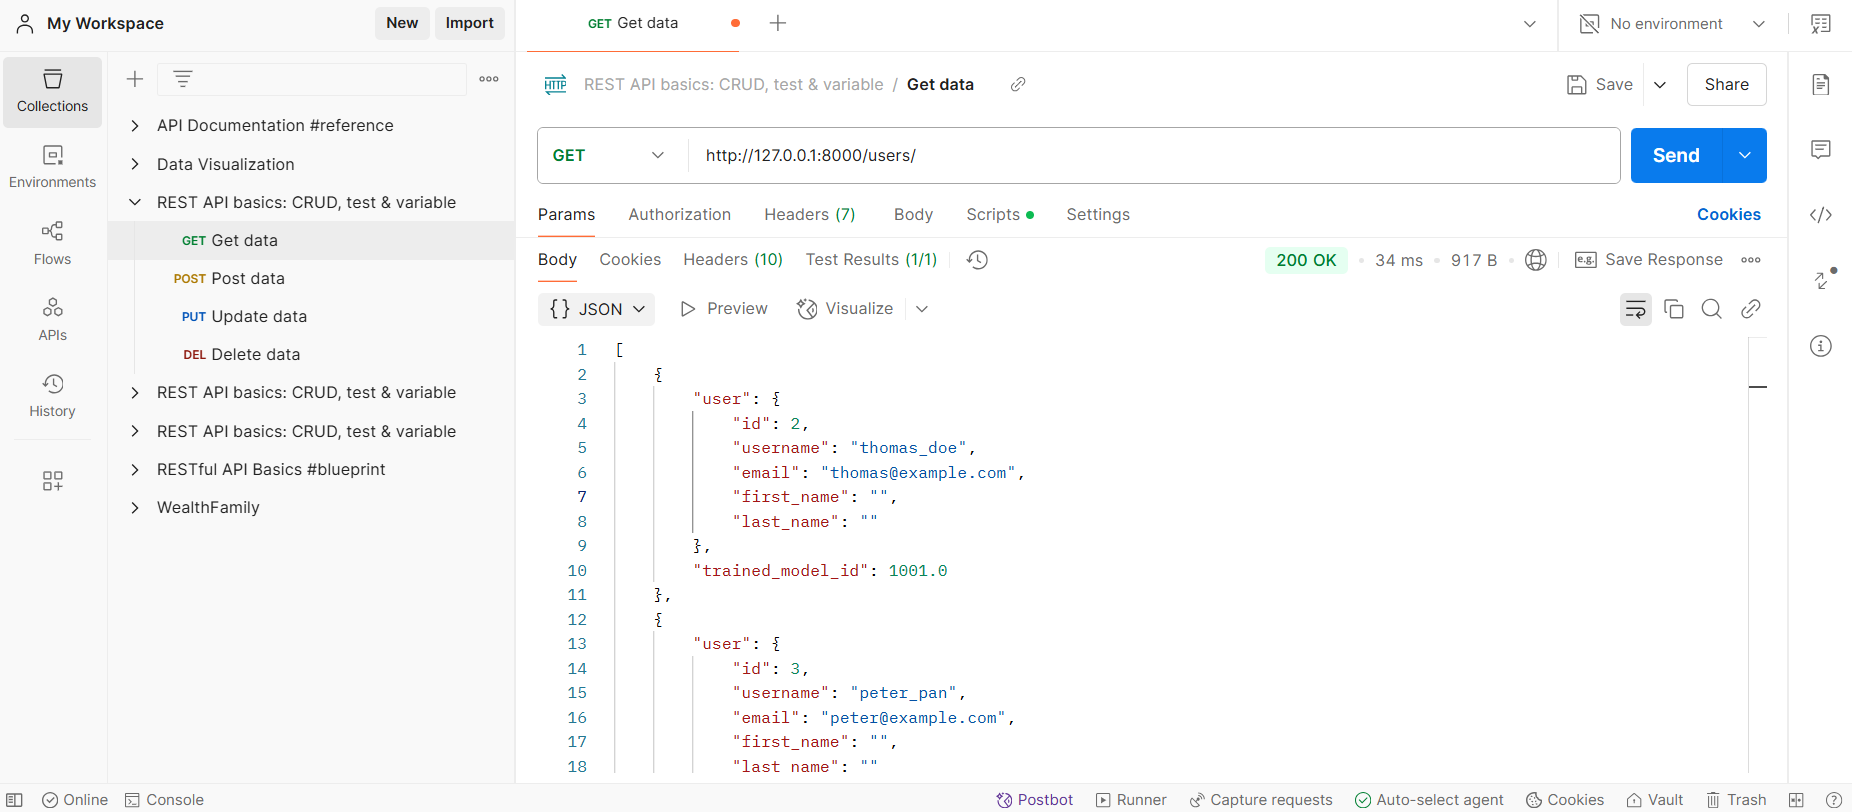 My Workspace
New
Import
GET Get data
No environment
Collections
Environments
Flows
APIs
History
API Documentation #reference
Data Visualization
REST API basics: CRUD, test & variable
GET Get data
POST Post data
PUT Update data
DEL Delete data
REST API basics: CRUD, test & variable
REST API basics: CRUD, test & variable
RESTful API Basics #blueprint
WealthFamily
HTTP REST API basics: CRUD, test & variable / Get data
Save
Share
GET http://127.0.0.1:8000/users/
Send
Params Authorization Headers (7) Body Scripts Settings Cookies
Body Cookies Headers (10) Test Results (1/1) 200 OK 34 ms 917 B e.g. Save Response
{} JSON Preview Visualize
1 [
2 {
3 "user": {
4 "id": 2,
5 "username": "thomas_doe",
6 "email": "thomas@example.com",
7 "first_name": "",
8 "last_name": ""
9 },
10 "trained_model_id": 1001.0
11 },
12 {
13 "user": {
14 "id": 3,
15 "username": "peter_pan",
16 "email": "peter@example.com",
17 "first_name": "",
18 "last_name": ""
Online Console Postbot Runner Capture requests Auto-select agent Cookies Vault Trash